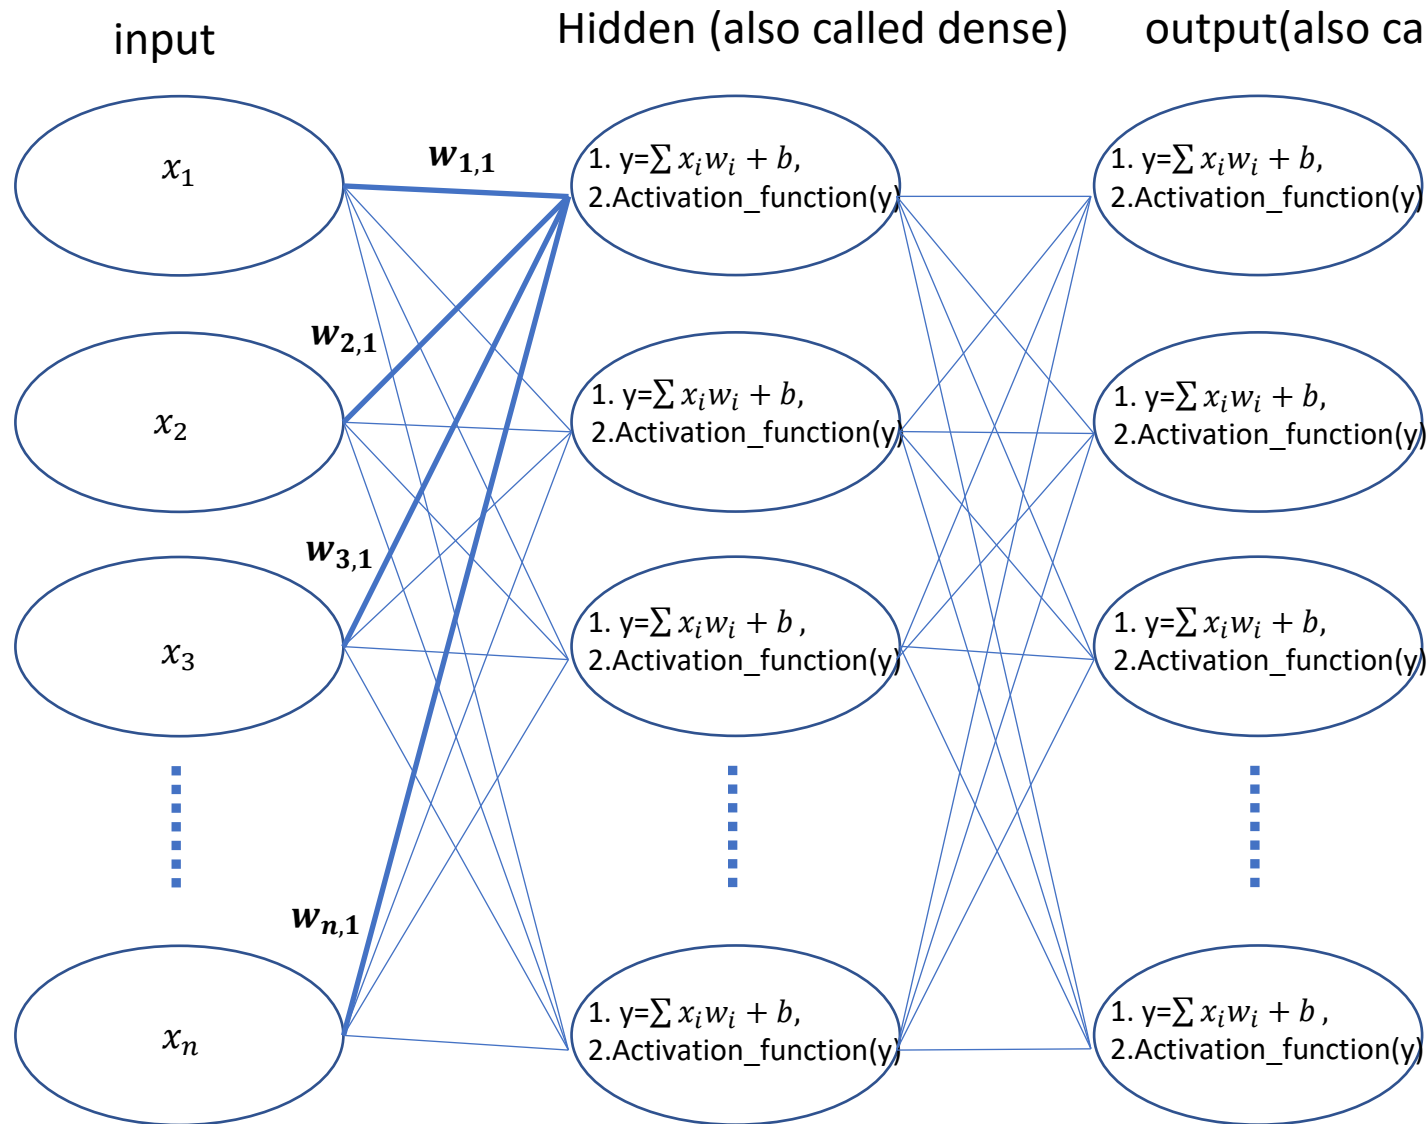 input
Hidden (also called dense)
output(also ca
x₁
w₁,₁
1. y=∑ xᵢwᵢ + b,
2.Activation_function(y)
1. y=∑ xᵢwᵢ + b,
2.Activation_function(y)
w₂,₁
x₂
1. y=∑ xᵢwᵢ + b,
2.Activation_function(y)
1. y=∑ xᵢwᵢ + b,
2.Activation_function(y)
w₃,₁
x₃
1. y=∑ xᵢwᵢ + b ,
2.Activation_function(y)
1. y=∑ xᵢwᵢ + b,
2.Activation_function(y)
wₙ,₁
xₙ
1. y=∑ xᵢwᵢ + b,
2.Activation_function(y)
1. y=∑ xᵢwᵢ + b ,
2.Activation_function(y)